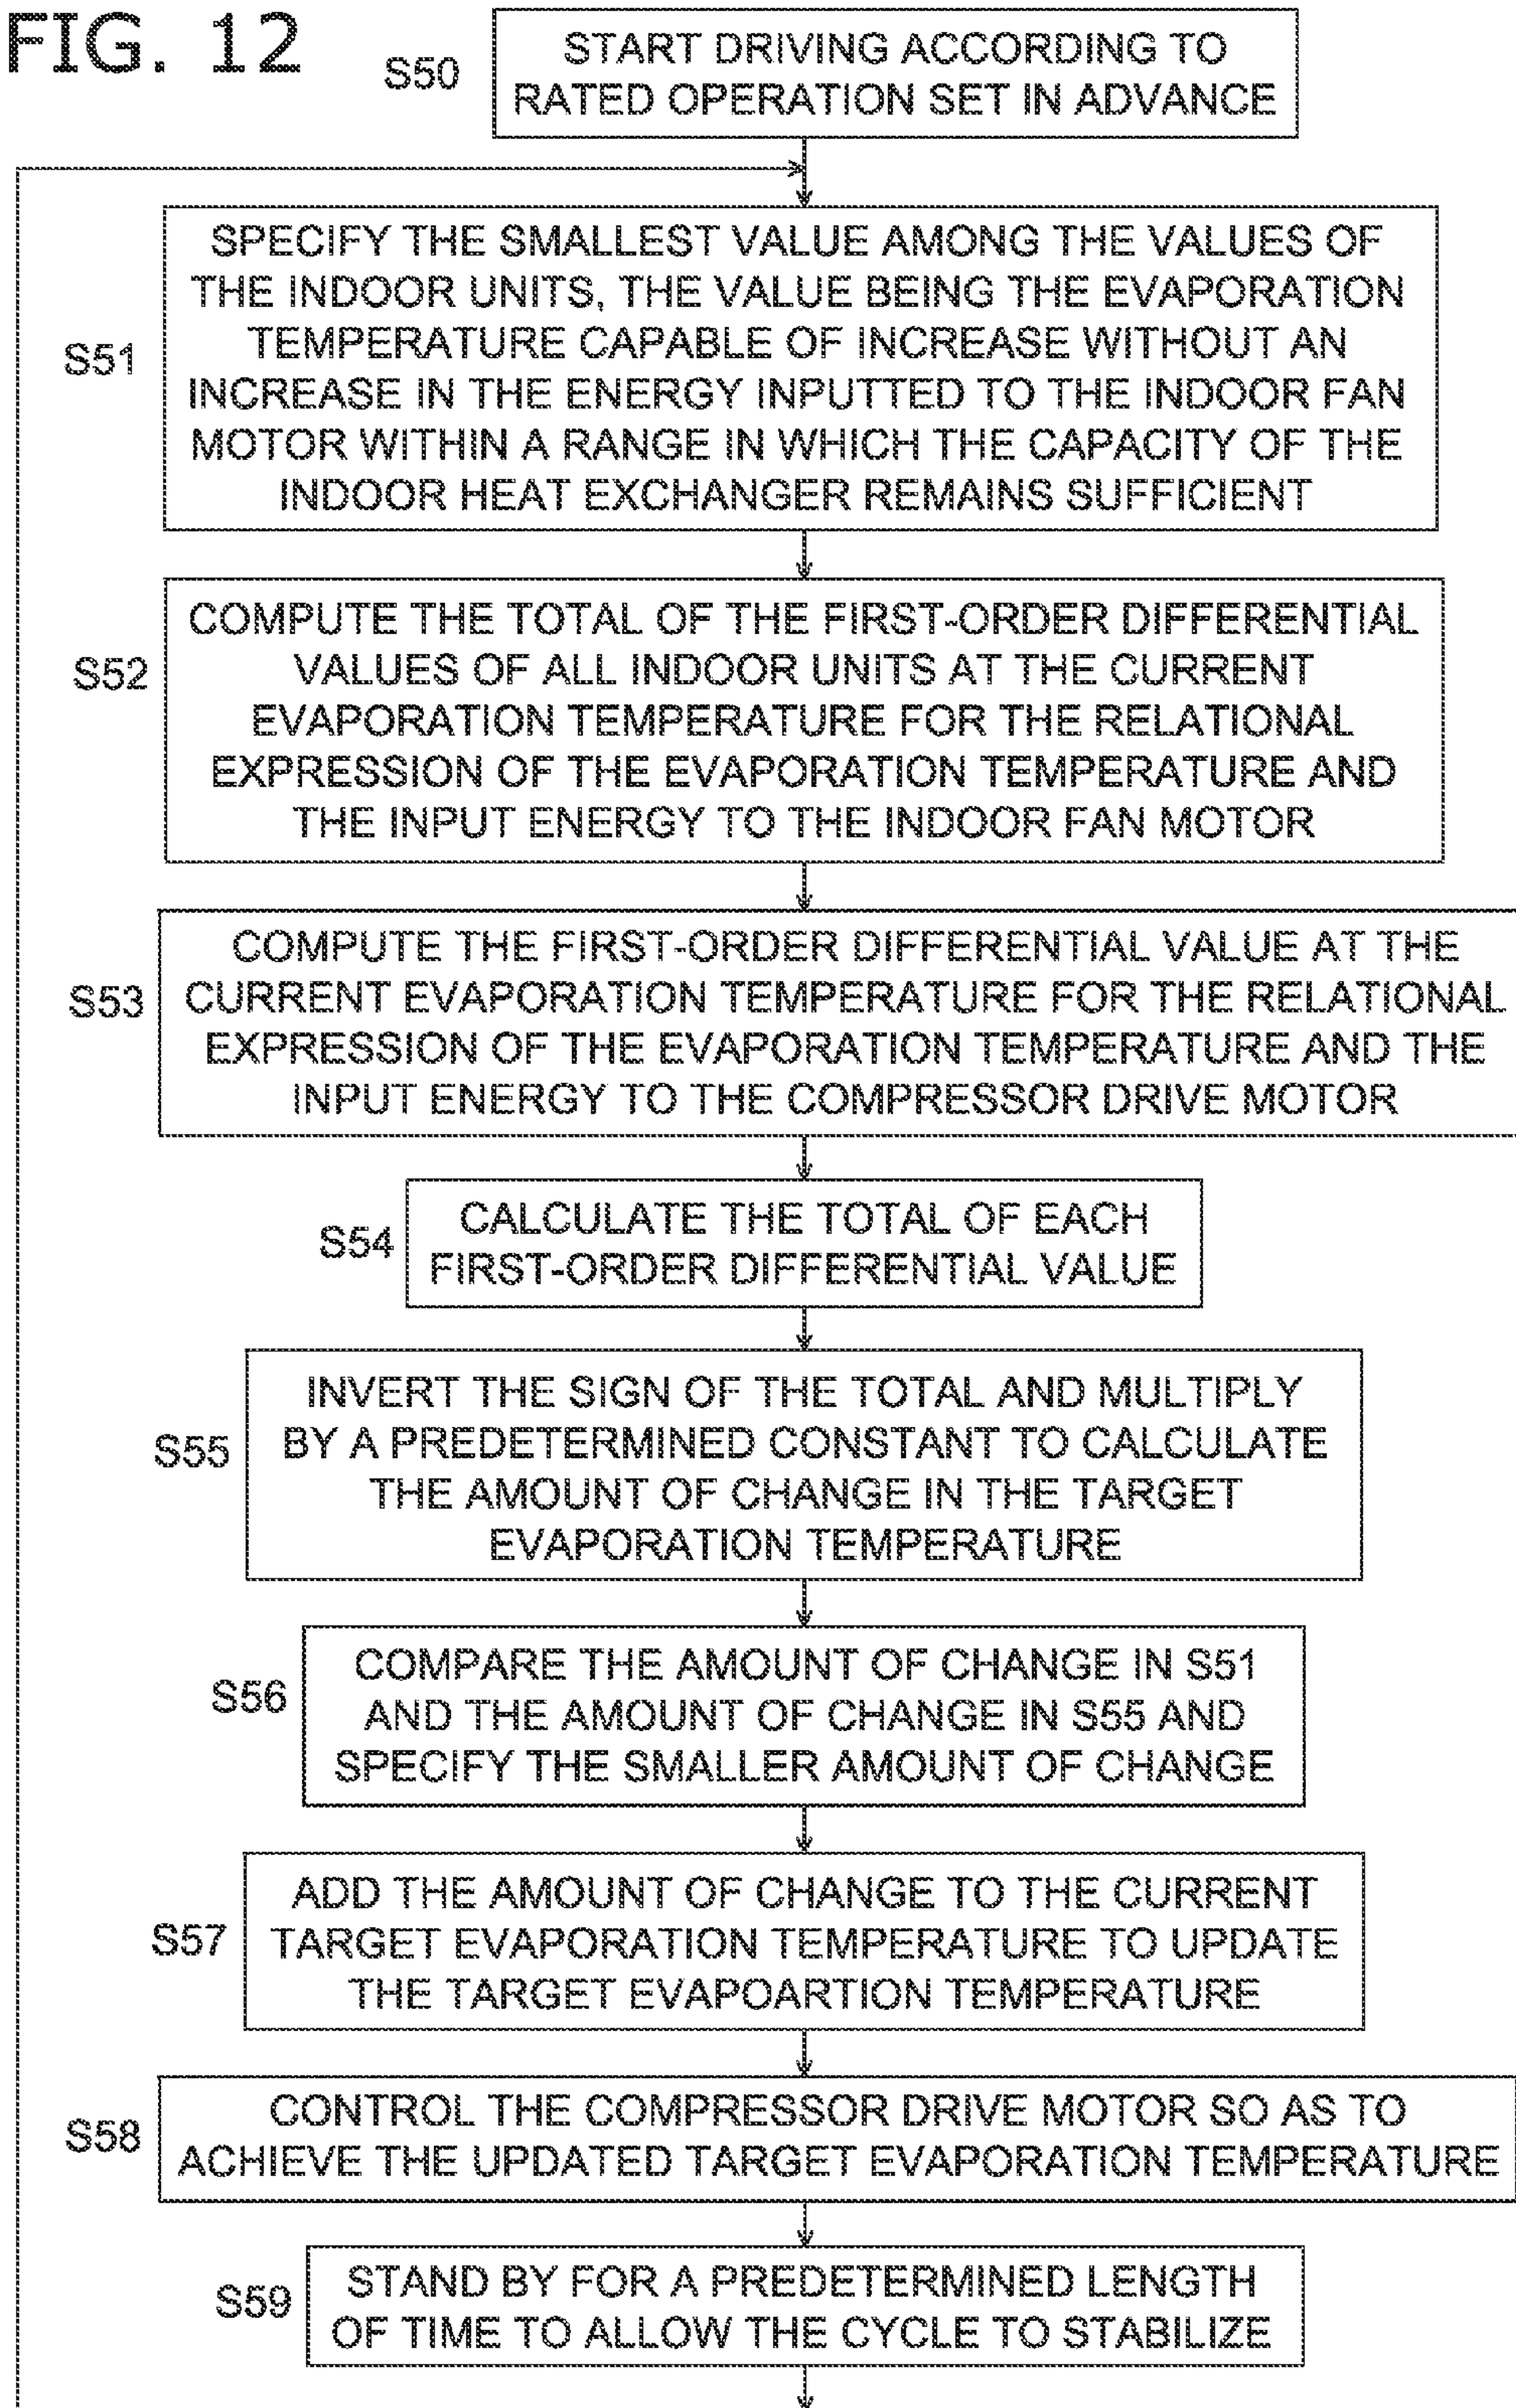 FIG. 12
S50
START DRIVING ACCORDING TO
RATED OPERATION SET IN ADVANCE
S51
SPECIFY THE SMALLEST VALUE AMONG THE VALUES OF
THE INDOOR UNITS, THE VALUE BEING THE EVAPORATION
TEMPERATURE CAPABLE OF INCREASE WITHOUT AN
INCREASE IN THE ENERGY INPUTTED TO THE INDOOR FAN
MOTOR WITHIN A RANGE IN WHICH THE CAPACITY OF THE
INDOOR HEAT EXCHANGER REMAINS SUFFICIENT
S52
COMPUTE THE TOTAL OF THE FIRST-ORDER DIFFERENTIAL
VALUES OF ALL INDOOR UNITS AT THE CURRENT
EVAPORATION TEMPERATURE FOR THE RELATIONAL
EXPRESSION OF THE EVAPORATION TEMPERATURE AND
THE INPUT ENERGY TO THE INDOOR FAN MOTOR
S53
COMPUTE THE FIRST-ORDER DIFFERENTIAL VALUE AT THE
CURRENT EVAPORATION TEMPERATURE FOR THE RELATIONAL
EXPRESSION OF THE EVAPORATION TEMPERATURE AND THE
INPUT ENERGY TO THE COMPRESSOR DRIVE MOTOR
S54
CALCULATE THE TOTAL OF EACH
FIRST-ORDER DIFFERENTIAL VALUE
S55
INVERT THE SIGN OF THE TOTAL AND MULTIPLY
BY A PREDETERMINED CONSTANT TO CALCULATE
THE AMOUNT OF CHANGE IN THE TARGET
EVAPORATION TEMPERATURE
S56
COMPARE THE AMOUNT OF CHANGE IN S51
AND THE AMOUNT OF CHANGE IN S55 AND
SPECIFY THE SMALLER AMOUNT OF CHANGE
S57
ADD THE AMOUNT OF CHANGE TO THE CURRENT
TARGET EVAPORATION TEMPERATURE TO UPDATE
THE TARGET EVAPOARTION TEMPERATURE
S58
CONTROL THE COMPRESSOR DRIVE MOTOR SO AS TO
ACHIEVE THE UPDATED TARGET EVAPORATION TEMPERATURE
S59
STAND BY FOR A PREDETERMINED LENGTH
OF TIME TO ALLOW THE CYCLE TO STABILIZE